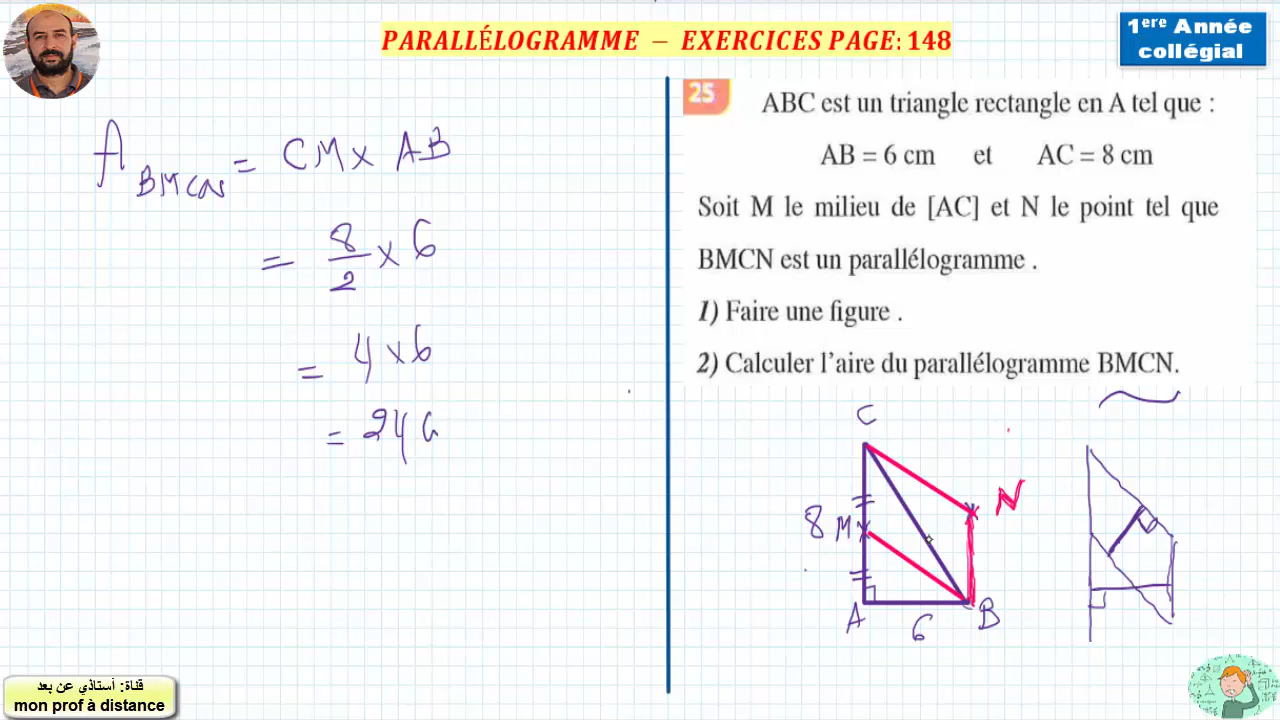 PARALLÉLOGRAMME – EXERCICES PAGE: 148
1ere Année
collégial
A BMCN = CM x AB
= 8/2 x 6
= 4 x 6
= 24 c
25
ABC est un triangle rectangle en A tel que :
AB = 6 cm et AC = 8 cm
Soit M le milieu de [AC] et N le point tel que
BMCN est un parallélogramme .
1) Faire une figure .
2) Calculer l'aire du parallélogramme BMCN.
C
N
8 M
A
B
6
قناة: أستاذي عن بعد
mon prof à distance